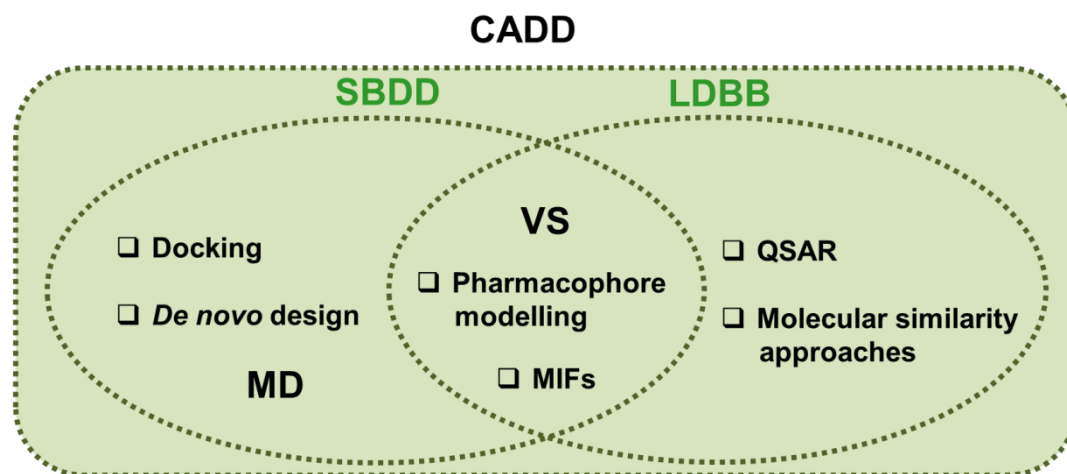 CADD
SBDD
LDBB
❑ Docking
❑ De novo design
MD
VS
❑ Pharmacophore
modelling
❑ MIFs
❑ QSAR
❑ Molecular similarity
approaches